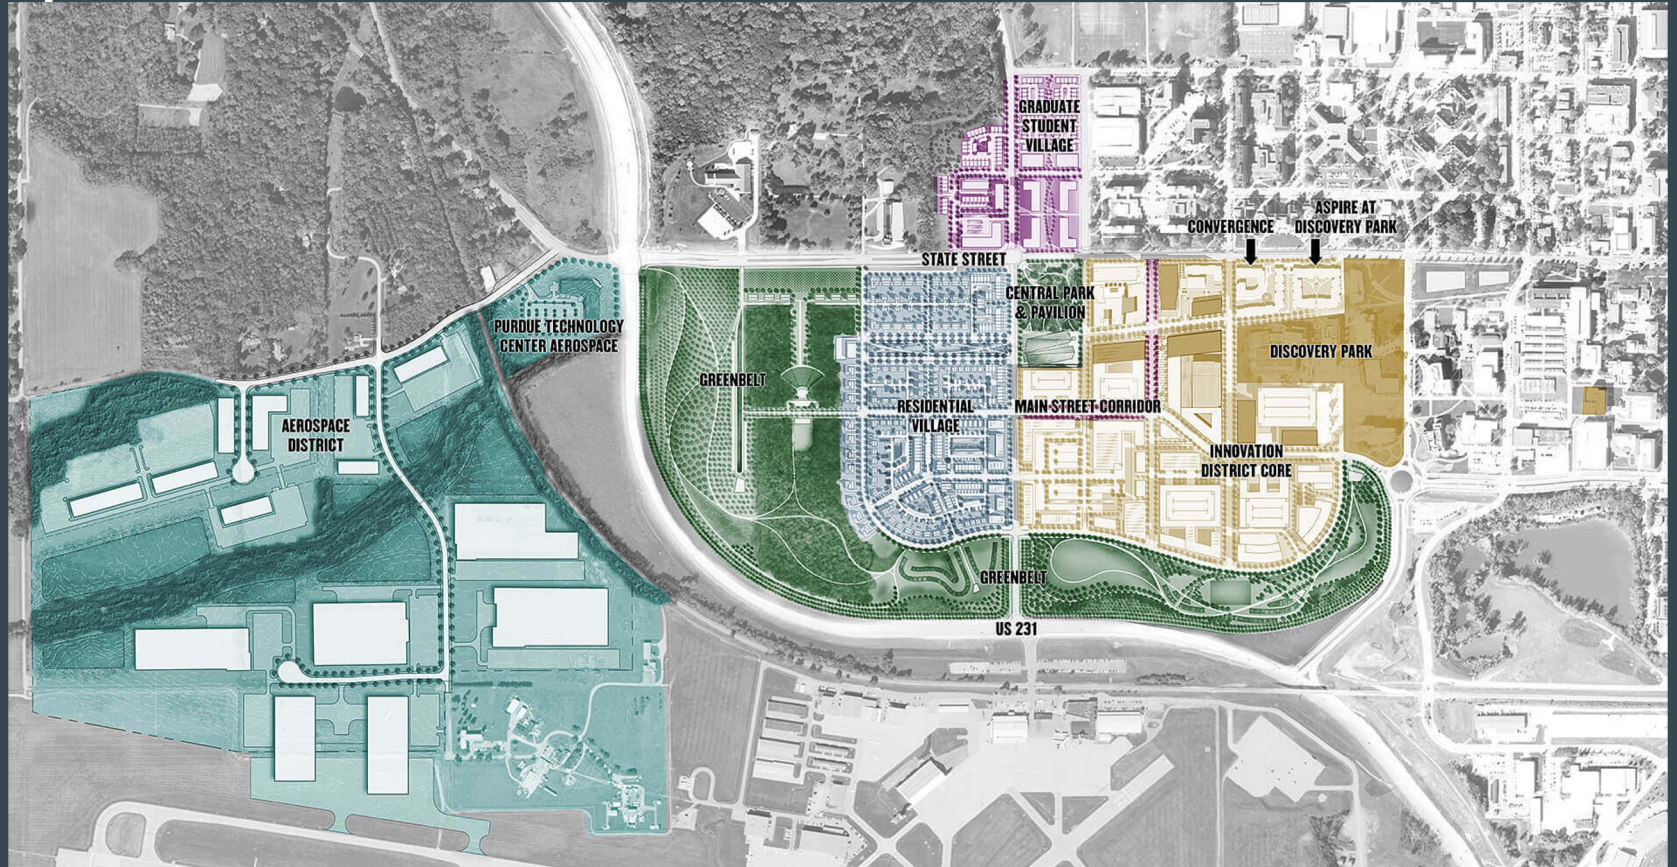 GRADUATE
STUDENT
VILLAGE
ASPIRE AT
DISCOVERY PARK
CONVERGENCE
STATE STREET
CENTRAL PARK
& PAVILION
PURDUE TECHNOLOGY
CENTER AEROSPACE
DISCOVERY PARK
GREENBELT
RESIDENTIAL
VILLAGE
MAIN STREET CORRIDOR
AEROSPACE
DISTRICT
INNOVATION
DISTRICT CORE
GREENBELT
US 231